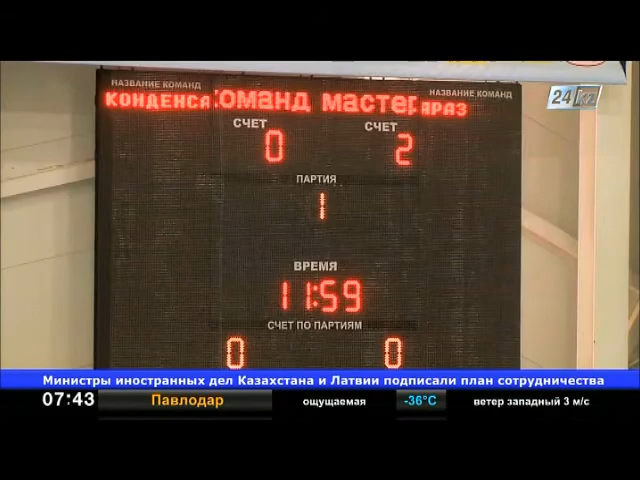 24 KZ
НАЗВАНИЕ КОМАНД НАЗВАНИЕ КОМАНД
КОНДЕНСА КОМАНД МАСТЕР АРАЗ
СЧЕТ СЧЕТ
0 2
ПАРТИЯ
1
ВРЕМЯ
11:59
СЧЕТ ПО ПАРТИЯМ
0 0
Министры иностранных дел Казахстана и Латвии подписали план сотрудничества
07:43 Павлодар ощущаемая -36°C ветер западный 3 м/с